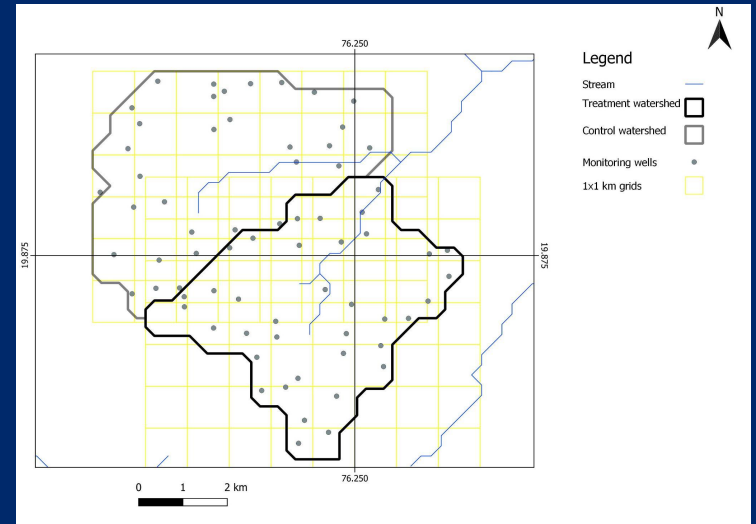 N
76.250
Legend
Stream
Treatment watershed
Control watershed
Monitoring wells
1x1 km grids
19.875
19.875
76.250
0 1 2 km